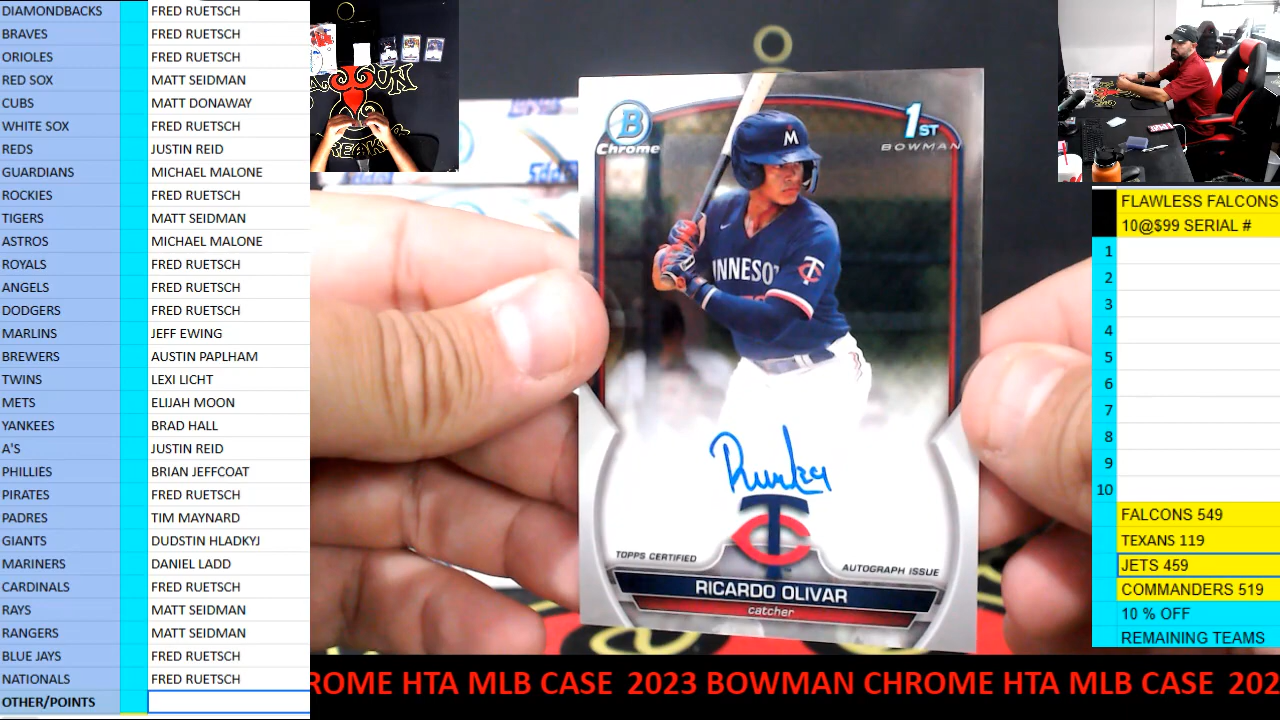 DIAMONDBACKS FRED RUETSCH
BRAVES FRED RUETSCH
ORIOLES FRED RUETSCH
RED SOX MATT SEIDMAN
CUBS MATT DONAWAY
WHITE SOX FRED RUETSCH
REDS JUSTIN REID
GUARDIANS MICHAEL MALONE
ROCKIES FRED RUETSCH
TIGERS MATT SEIDMAN
ASTROS MICHAEL MALONE
ROYALS FRED RUETSCH
ANGELS FRED RUETSCH
DODGERS FRED RUETSCH
MARLINS JEFF EWING
BREWERS AUSTIN PAPLHAM
TWINS LEXI LICHT
METS ELIJAH MOON
YANKEES BRAD HALL
A'S JUSTIN REID
PHILLIES BRIAN JEFFCOAT
PIRATES FRED RUETSCH
PADRES TIM MAYNARD
GIANTS DUDSTIN HLADKYJ
MARINERS DANIEL LADD
CARDINALS FRED RUETSCH
RAYS MATT SEIDMAN
RANGERS MATT SEIDMAN
BLUE JAYS FRED RUETSCH
NATIONALS FRED RUETSCH
OTHER/POINTS
B
Chrome
1ST
BOWMAN
M
INNESO
TC
TC
TOPPS CERTIFIED
AUTOGRAPH ISSUE
RICARDO OLIVAR
catcher
FLAWLESS FALCONS
10@$99 SERIAL #
1
2
3
4
5
6
7
8
9
10
FALCONS 549
TEXANS 119
JETS 459
COMMANDERS 519
10 % OFF
REMAINING TEAMS
ROME HTA MLB CASE 2023 BOWMAN CHROME HTA MLB CASE 202